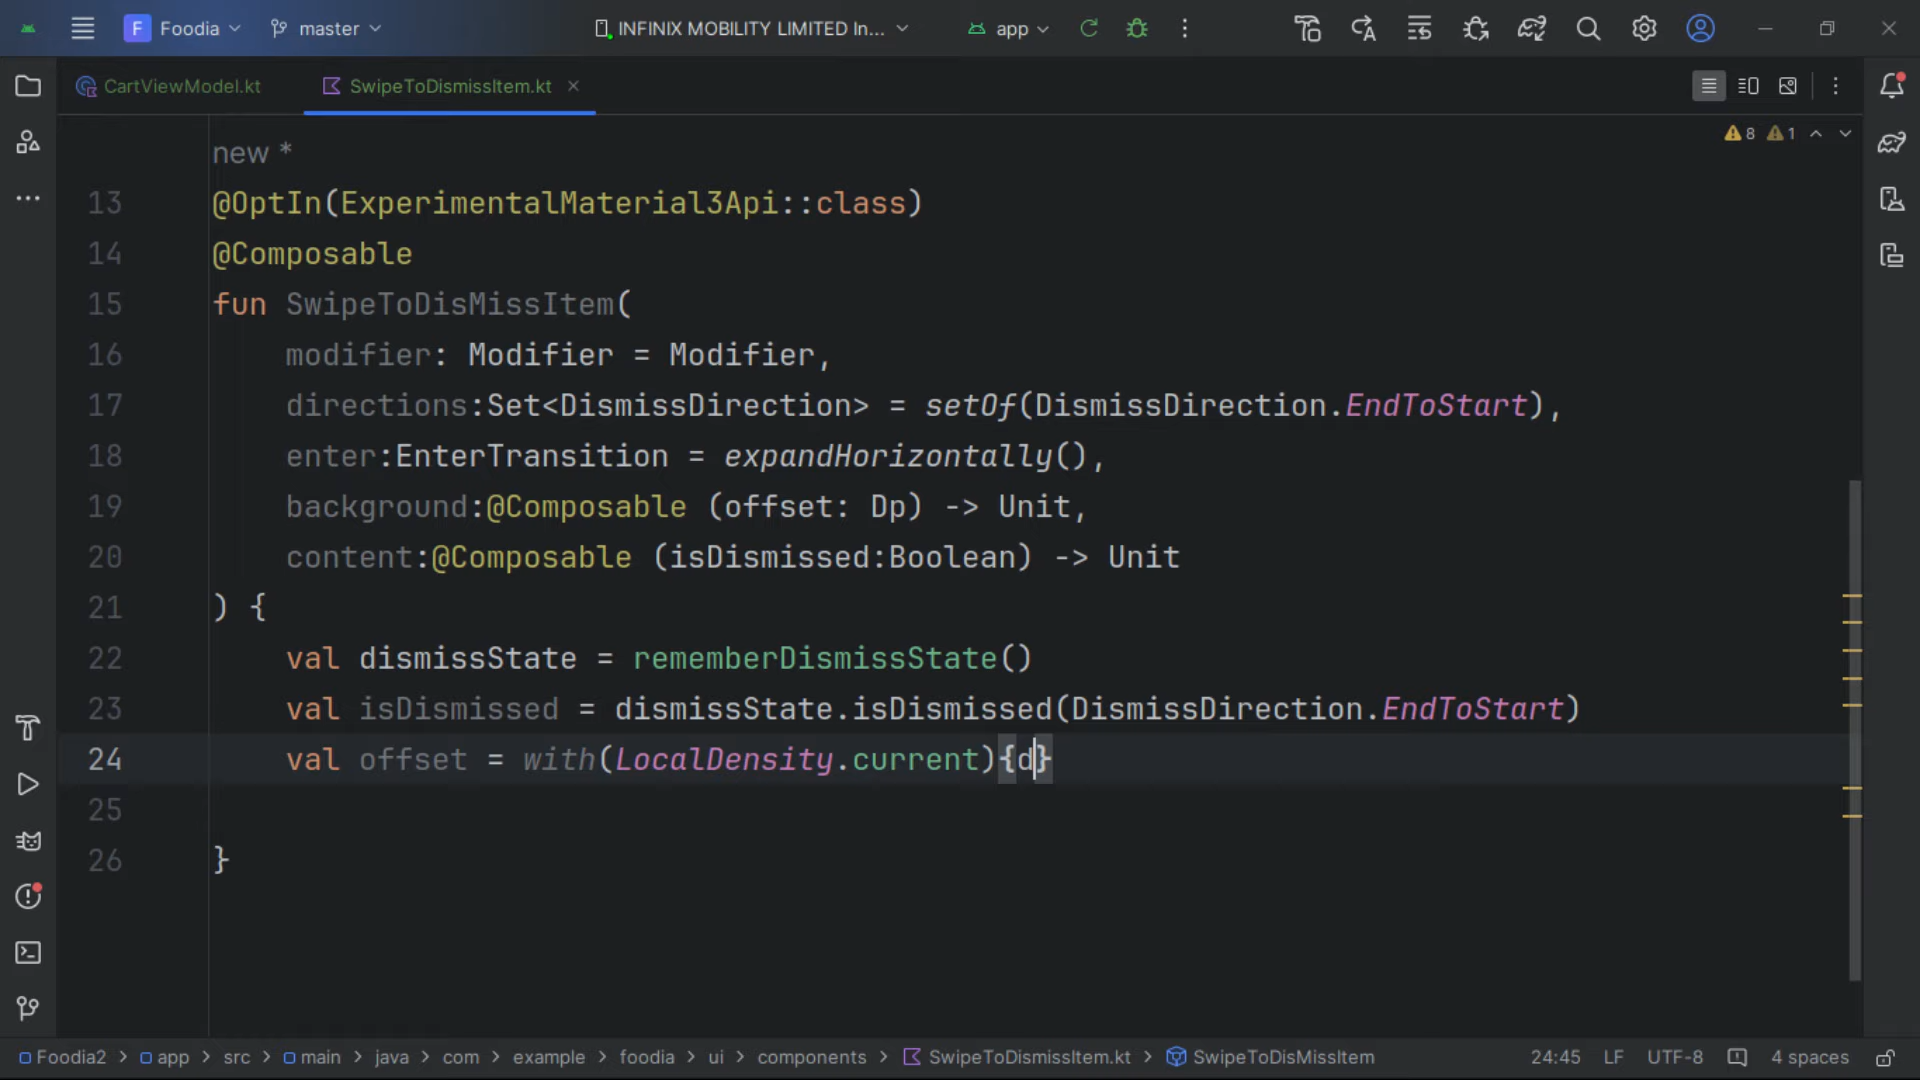 F Foodia master INFINIX MOBILITY LIMITED In... app
CartViewModel.kt SwipeToDismissItem.kt
8 1
new *
13 @OptIn(ExperimentalMaterial3Api::class)
14 @Composable
15 fun SwipeToDisMissItem(
16 modifier: Modifier = Modifier,
17 directions:Set<DismissDirection> = setOf(DismissDirection.EndToStart),
18 enter:EnterTransition = expandHorizontally(),
19 background:@Composable (offset: Dp) -> Unit,
20 content:@Composable (isDismissed:Boolean) -> Unit
21 ) {
22 val dismissState = rememberDismissState()
23 val isDismissed = dismissState.isDismissed(DismissDirection.EndToStart)
24 val offset = with(LocalDensity.current){d}
25
26 }
Foodia2 > app > src > main > java > com > example > foodia > ui > components > SwipeToDismissItem.kt > SwipeToDisMissItem 24:45 LF UTF-8 4 spaces